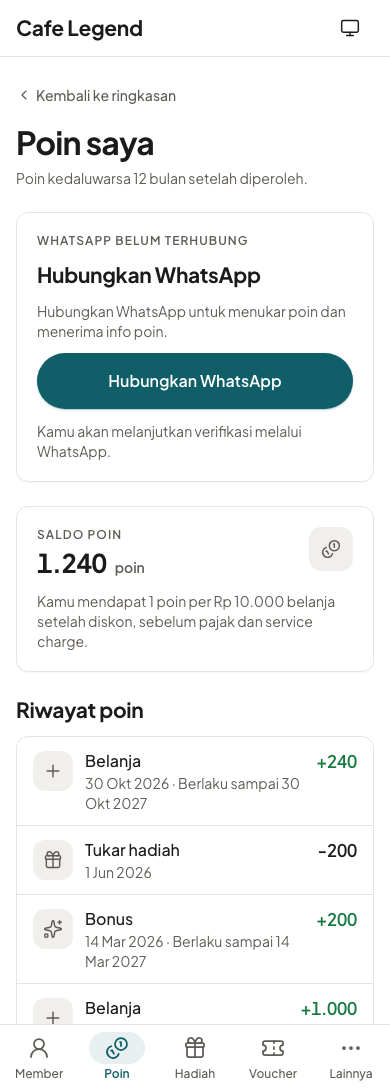 Cafe Legend
Kembali ke ringkasan
Poin saya
Poin kedaluwarsa 12 bulan setelah diperoleh.
WHATSAPP BELUM TERHUBUNG
Hubungkan WhatsApp
Hubungkan WhatsApp untuk menukar poin dan
menerima info poin.
Hubungkan WhatsApp
Kamu akan melanjutkan verifikasi melalui
WhatsApp.
SALDO POIN
1.240 poin
Kamu mendapat 1 poin per Rp 10.000 belanja
setelah diskon, sebelum pajak dan service
charge.
Riwayat poin
Belanja +240
30 Okt 2026 · Berlaku sampai 30
Okt 2027
Tukar hadiah -200
1 Jun 2026
Bonus +200
14 Mar 2026 · Berlaku sampai 14
Mar 2027
Belanja +1.000
Member Poin Hadiah Voucher Lainnya